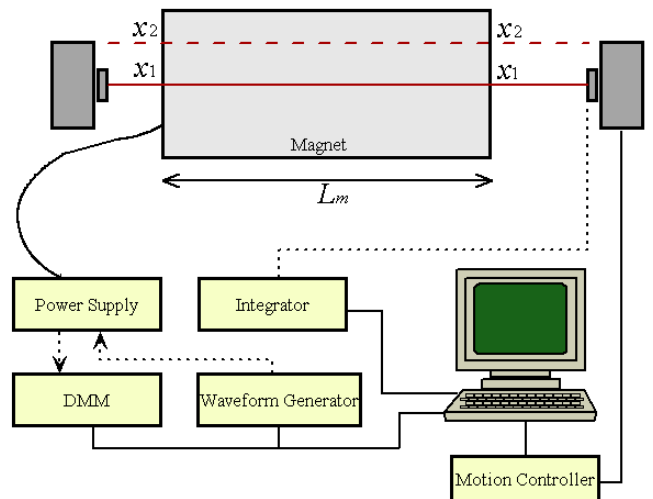 x2 x2
x1 x1
Magnet
Lm
Power Supply
Integrator
DMM
Waveform Generator
Motion Controller